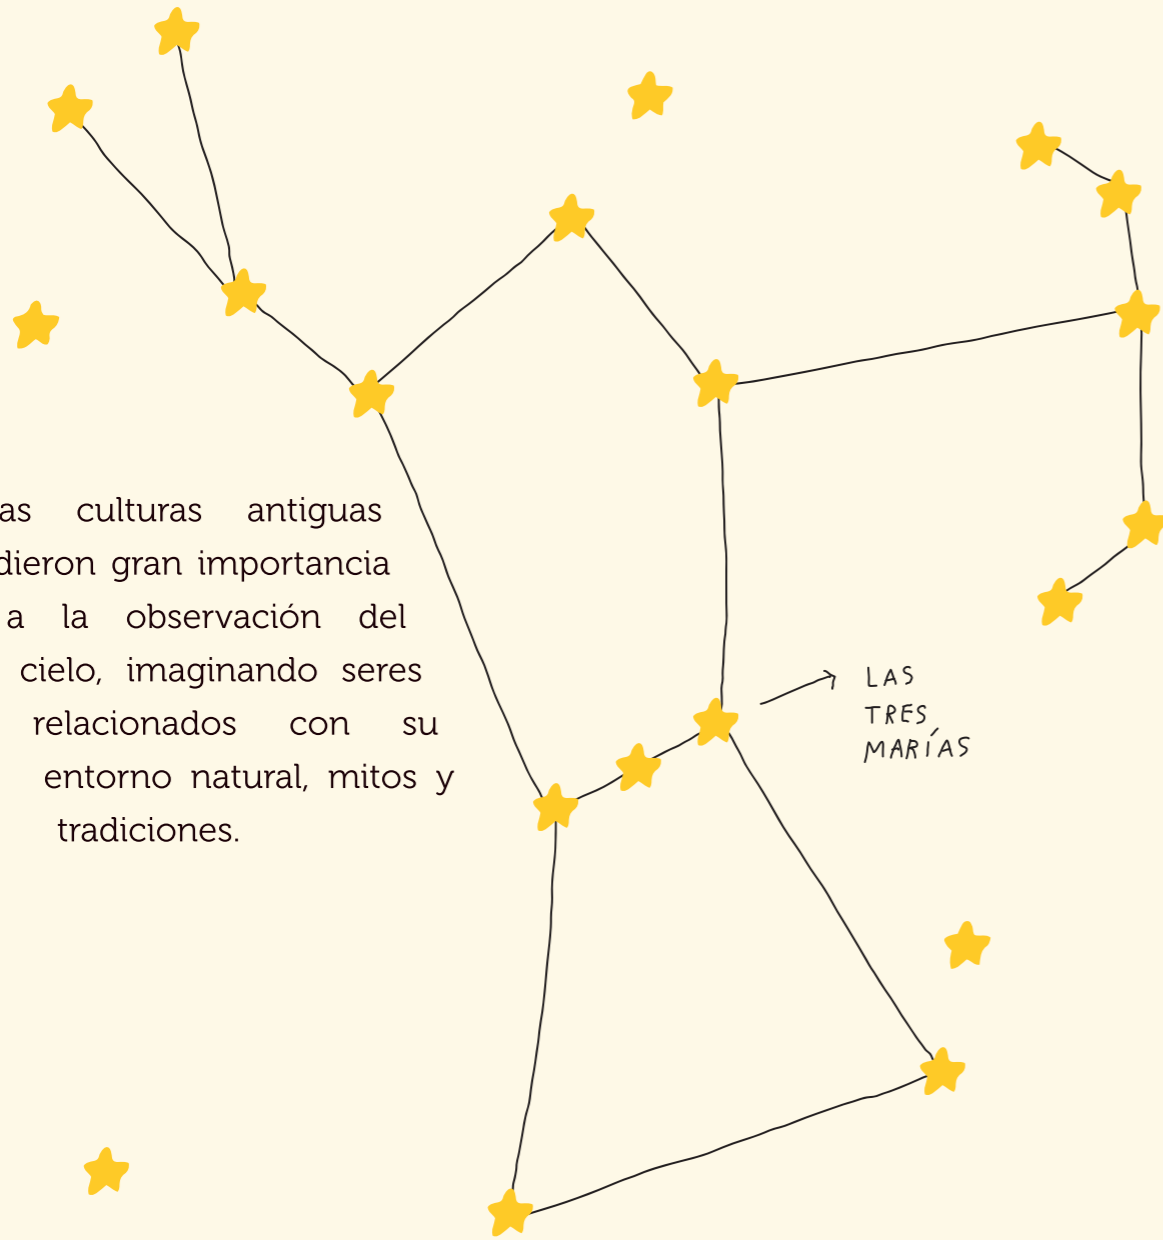 as culturas antiguas
dieron gran importancia
a la observación del
cielo, imaginando seres
relacionados con su
entorno natural, mitos y
tradiciones.
LAS
TRES
MARÍAS